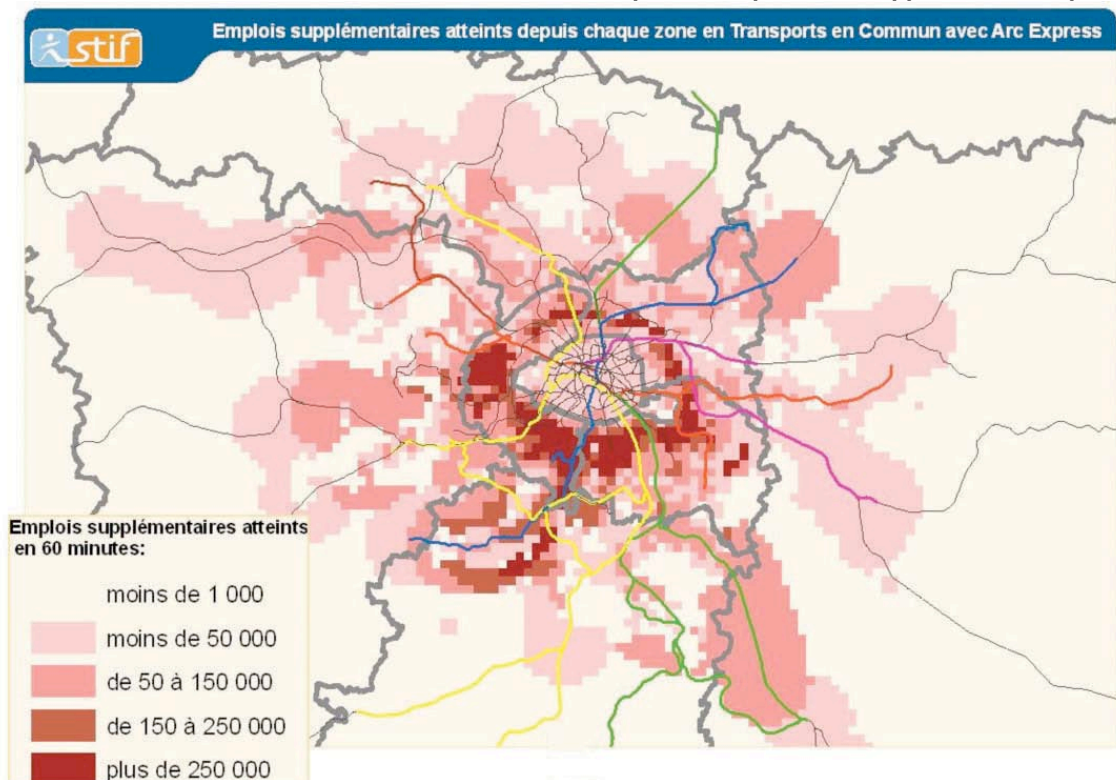 stif
Emplois supplémentaires atteints depuis chaque zone en Transports en Commun avec Arc Express
Emplois supplémentaires atteints
en 60 minutes:
moins de 1 000
moins de 50 000
de 50 à 150 000
de 150 à 250 000
plus de 250 000